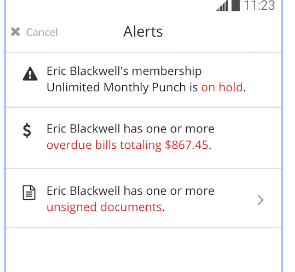 11:23
✖ Cancel Alerts
Eric Blackwell's membership
Unlimited Monthly Punch is on hold.
$ Eric Blackwell has one or more
overdue bills totaling $867.45.
Eric Blackwell has one or more
unsigned documents.